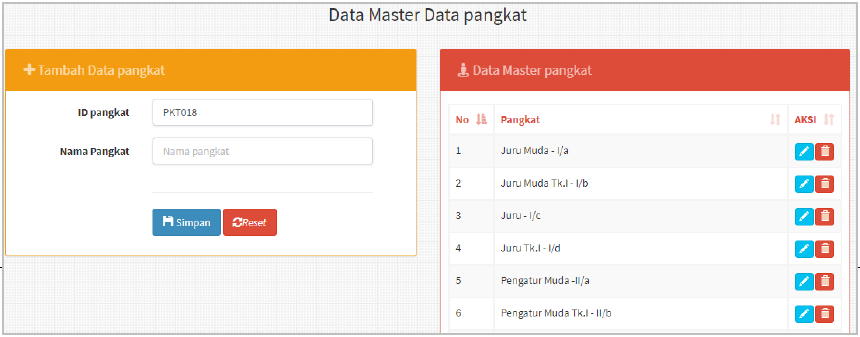 Data Master Data pangkat
Tambah Data pangkat
ID pangkat PKT018
Nama Pangkat Nama pangkat
Simpan Reset
Data Master pangkat
No Pangkat AKSI
1 Juru Muda - I/a
2 Juru Muda Tk.I - I/b
3 Juru - I/c
4 Juru Tk.I - I/d
5 Pengatur Muda -II/a
6 Pengatur Muda Tk.I - II/b